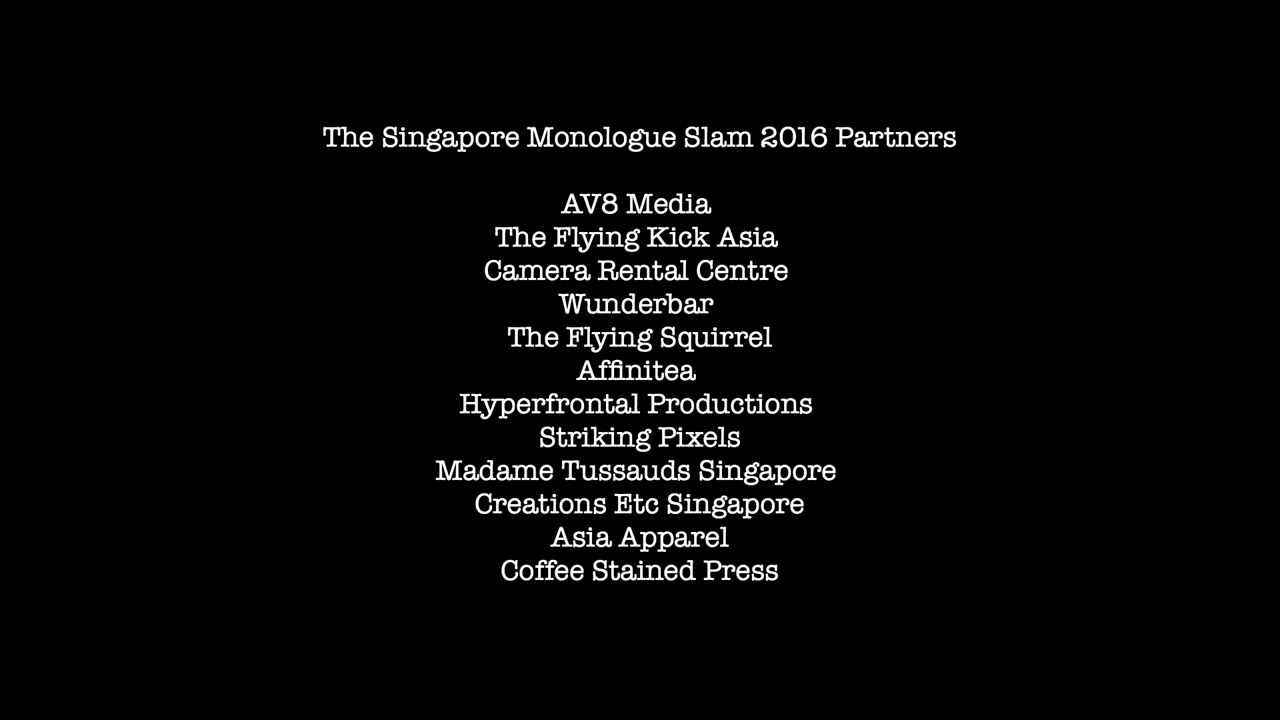 The Singapore Monologue Slam 2016 Partners
AV8 Media
The Flying Kick Asia
Camera Rental Centre
Wunderbar
The Flying Squirrel
Affinitea
Hyperfrontal Productions
Striking Pixels
Madame Tussauds Singapore
Creations Etc Singapore
Asia Apparel
Coffee Stained Press